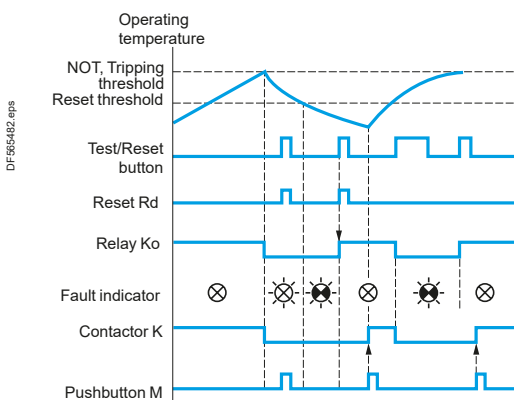 Operating
temperature
NOT, Tripping
threshold
Reset threshold
DF565482.eps
Test/Reset
button
Reset Rd
Relay Ko
Fault indicator
Contactor K
Pushbutton M